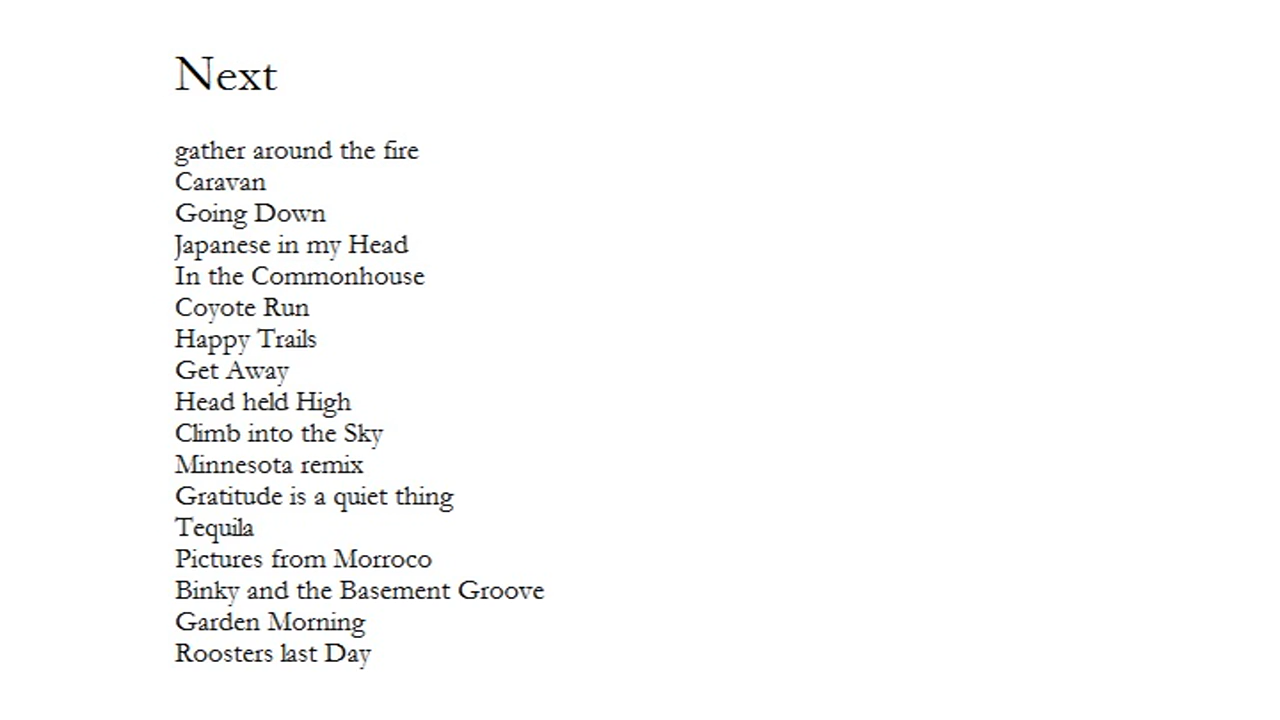 Next
gather around the fire
Caravan
Going Down
Japanese in my Head
In the Commonhouse
Coyote Run
Happy Trails
Get Away
Head held High
Climb into the Sky
Minnesota remix
Gratitude is a quiet thing
Tequila
Pictures from Morroco
Binky and the Basement Groove
Garden Morning
Roosters last Day